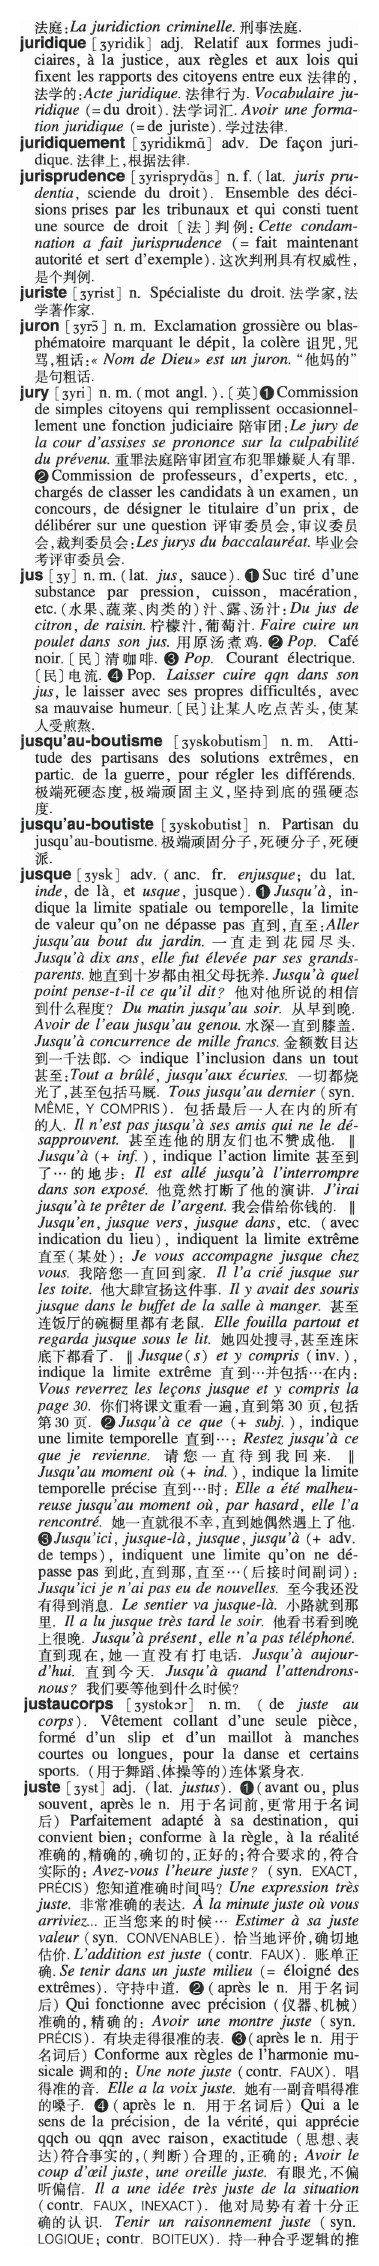 法庭:La juridiction criminelle. 刑事法庭.
juridique [ʒyridik] adj. Relatif aux formes judi-
ciaires, à la justice, aux règles et aux lois qui
fixent les rapports des citoyens entre eux 法律的,
法学的:Acte juridique. 法律行为. Vocabulaire ju-
ridique (=du droit). 法学词汇. Avoir une forma-
tion juridique (=de juriste). 学过法律.
juridiquement [ʒyridikmɑ̃] adv. De façon juri-
dique. 法律上,根据法律.
jurisprudence [ʒyrisprydɑ̃s] n. f. (lat. juris pru-
dentia, sciende du droit). Ensemble des déci-
sions prises par les tribunaux et qui consti tuent
une source de droit [法]判例: Cette condam-
nation a fait jurisprudence (= fait maintenant
autorité et sert d'exemple). 这次判刑具有权威性,
是个判例.
juriste [ʒyrist] n. Spécialiste du droit. 法学家,法
学著作家.
juron [ʒyrɔ̃] n. m. Exclamation grossière ou blas-
phématoire marquant le dépit, la colère 诅咒,咒
骂,粗话:« Nom de Dieu» est un juron. “他妈的”
是句粗话.
jury [ʒyri] n. m. (mot angl. ). [英]❶Commission
de simples citoyens qui remplissent occasionnel-
lement une fonction judiciaire 陪审团:Le jury de
la cour d'assises se prononce sur la culpabilité
du prévenu. 重罪法庭陪审团宣布犯罪嫌疑人有罪.
❷Commission de professeurs, d'experts, etc. ,
chargés de classer les candidats à un examen, un
concours, de désigner le titulaire d'un prix, de
délibérer sur une question 评审委员会,审议委员
会,裁判委员会:Les jurys du baccalauréat. 毕业会
考评审委员会.
jus [ʒy] n. m. (lat. jus, sauce). ❶Suc tiré d'une
substance par pression, cuisson, macération,
etc. (水果、蔬菜、肉类的)汁、露、汤汁: Du jus de
citron, de raisin. 柠檬汁,葡萄汁. Faire cuire un
poulet dans son jus. 用原汤煮鸡. ❷ Pop. Café
noir. [民]清咖啡. ❸ Pop. Courant électrique.
[民]电流. ❹ Pop. Laisser cuire qqn dans son
jus, le laisser avec ses propres difficultés, avec
sa mauvaise humeur. [民]让某人吃点苦头,使某
人受煎熬.
jusqu'au-boutisme [ʒyskobutism] n. m. Atti-
tude des partisans des solutions extrêmes, en
partic. de la guerre, pour régler les différends.
极端死硬态度,极端顽固主义,坚持到底的强硬态
度.
jusqu'au-boutiste [ʒyskobutist] n. Partisan du
jusqu'au-boutisme. 极端顽固分子,死硬分子,死硬
派.
jusque [ʒysk] adv. ( anc. fr. enjusque; du lat.
inde, de là, et usque, jusque). ❶Jusqu'à, in-
dique la limite spatiale ou temporelle, la limite
de valeur qu'on ne dépasse pas 直到,直至:Aller
jusqu'au bout du jardin. 一直走到花园尽头.
Jusqu'à dix ans, elle fut élevée par ses grands-
parents. 她直到十岁都由祖父母抚养. Jusqu'à quel
point pense-t-il ce qu'il dit? 他对他所说的相信
到什么程度? Du matin jusqu'au soir. 从早到晚.
Avoir de l'eau jusqu'au genou. 水深一直到膝盖.
Jusqu'à concurrence de mille francs. 金额数目达
到一千法郎. ◇ indique l'inclusion dans un tout
甚至:Tout a brûlé, jusqu'aux écuries. 一切都烧
光了,甚至包括马厩. Tous jusqu'au dernier (syn.
MÊME, Y COMPRIS). 包括最后一人在内的所有
的人. Il n'est pas jusqu'à ses amis qui ne le dé-
sapprouvent. 甚至连他的朋友们也不赞成他. ‖
Jusqu'à (+ inf. ), indique l'action limite 甚至到
了…的地步: Il est allé jusqu'à l'interrompre
dans son exposé. 他竟然打断了他的演讲. J'irai
jusqu'à te prêter de l'argent. 我会借给你钱的. ‖
Jusqu'en, jusque vers, jusque dans, etc. ( avec
indication du lieu), indiquent la limite extrême
直至(某处): Je vous accompagne jusque chez
vous. 我陪您一直回到家. Il l'a crié jusque sur
les toite. 他大肆宣扬这件事. Il y avait des souris
jusque dans le buffet de la salle à manger. 甚至
连饭厅的碗橱里都有老鼠. Elle fouilla partout et
regarda jusque sous le lit. 她四处搜寻,甚至连床
底下都看了. ‖ Jusque(s) et y compris (inv. ),
indique la limite extrême 直到…并包括…在内:
Vous reverrez les leçons jusque et y compris la
page 30. 你们将课文重看一遍,直到第30页,包括
第30页. ❷Jusqu'à ce que (+ subj. ), indique
une limite temporelle 直到…: Restez jusqu'à ce
que je revienne. 请您一直待到我回来. ‖
Jusqu'au moment où (+ ind. ), indique la limite
temporelle précise 直到…时: Elle a été malheu-
reuse jusqu'au moment où, par hasard, elle l'a
rencontré. 她一直就很不幸,直到她偶然遇上了他.
❸Jusqu'ici, jusque-là, jusque, jusqu'à (+ adv.
de temps), indiquent une limite qu'on ne dé-
passe pas 到此,直到那,直至…(后接时间副词):
Jusqu'ici je n'ai pas eu de nouvelles. 至今我还没
有得到消息. Le sentier va jusque-là. 小路就到那
里. Il a lu jusque très tard le soir. 他看书看到晚
上很晚. Jusqu'à présent, elle n'a pas téléphoné.
直到现在,她一直没有打电话. Jusqu'à aujour-
d'hui. 直到今天. Jusqu'à quand l'attendrons-
nous? 我们要等他到什么时候?
justaucorps [ʒystokɔr] n. m. ( de juste au
corps). Vêtement collant d'une seule pièce,
formé d'un slip et d'un maillot à manches
courtes ou longues, pour la danse et certains
sports. (用于舞蹈、体操等的)连体紧身衣.
juste [ʒyst] adj. (lat. justus). ❶(avant ou, plus
souvent, après le n. 用于名词前,更常用于名词
后) Parfaitement adapté à sa destination, qui
convient bien; conforme à la règle, à la réalité
准确的,精确的,确切的,正好的;符合要求的,符合
实际的: Avez-vous l'heure juste? (syn. EXACT,
PRÉCIS) 您知道准确时间吗? Une expression très
juste. 非常准确的表达. À la minute juste où vous
arriviez... 正当您来的时候… Estimer à sa juste
valeur (syn. CONVENABLE). 恰当地评价,确切地
估价. L'addition est juste (contr. FAUX). 账单正
确. Se tenir dans un juste milieu (= éloigné des
extrêmes). 守持中道. ❷(après le n. 用于名词
后) Qui fonctionne avec précision (仪器、机械)
准确的,精确的: Avoir une montre juste ( syn.
PRÉCIS). 有块走得很准的表. ❸(après le n. 用于
名词后) Conforme aux règles de l'harmonie mu-
sicale 调和的: Une note juste (contr. FAUX). 唱
得准的音. Elle a la voix juste. 她有一副音唱得准
的嗓子. ❹(après le n. 用于名词后) Qui a le
sens de la précision, de la vérité, qui apprécie
qqch ou qqn avec raison, exactitude (思想、表
达)符合事实的,(判断)合理的,正确的: Avoir le
coup d'œil juste, une oreille juste. 有眼光,不偏
听偏信. Il a une idée très juste de la situation
(contr. FAUX, INEXACT). 他对局势有着十分正
确的认识. Tenir un raisonnement juste (syn.
LOGIQUE; contr. BOITEUX). 持一种合乎逻辑的推